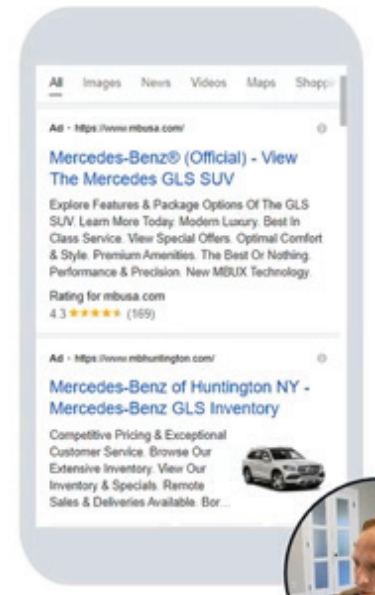 All Images News Videos Maps Shoppi
Ad • https://www.mbusa.com/
Mercedes-Benz® (Official) - View
The Mercedes GLS SUV
Explore Features & Package Options Of The GLS
SUV. Learn More Today. Modern Luxury. Best In
Class Service. View Special Offers. Optimal Comfort
& Style. Premium Amenities. The Best Or Nothing.
Performance & Precision. New MBUX Technology.
Rating for mbusa.com
4.3 ★★★★★ (169)
Ad • https://www.mbhuntington.com/
Mercedes-Benz of Huntington NY -
Mercedes-Benz GLS Inventory
Competitive Pricing & Exceptional
Customer Service. Browse Our
Extensive Inventory. View Our
Inventory & Specials. Remote
Sales & Deliveries Available. Bor...